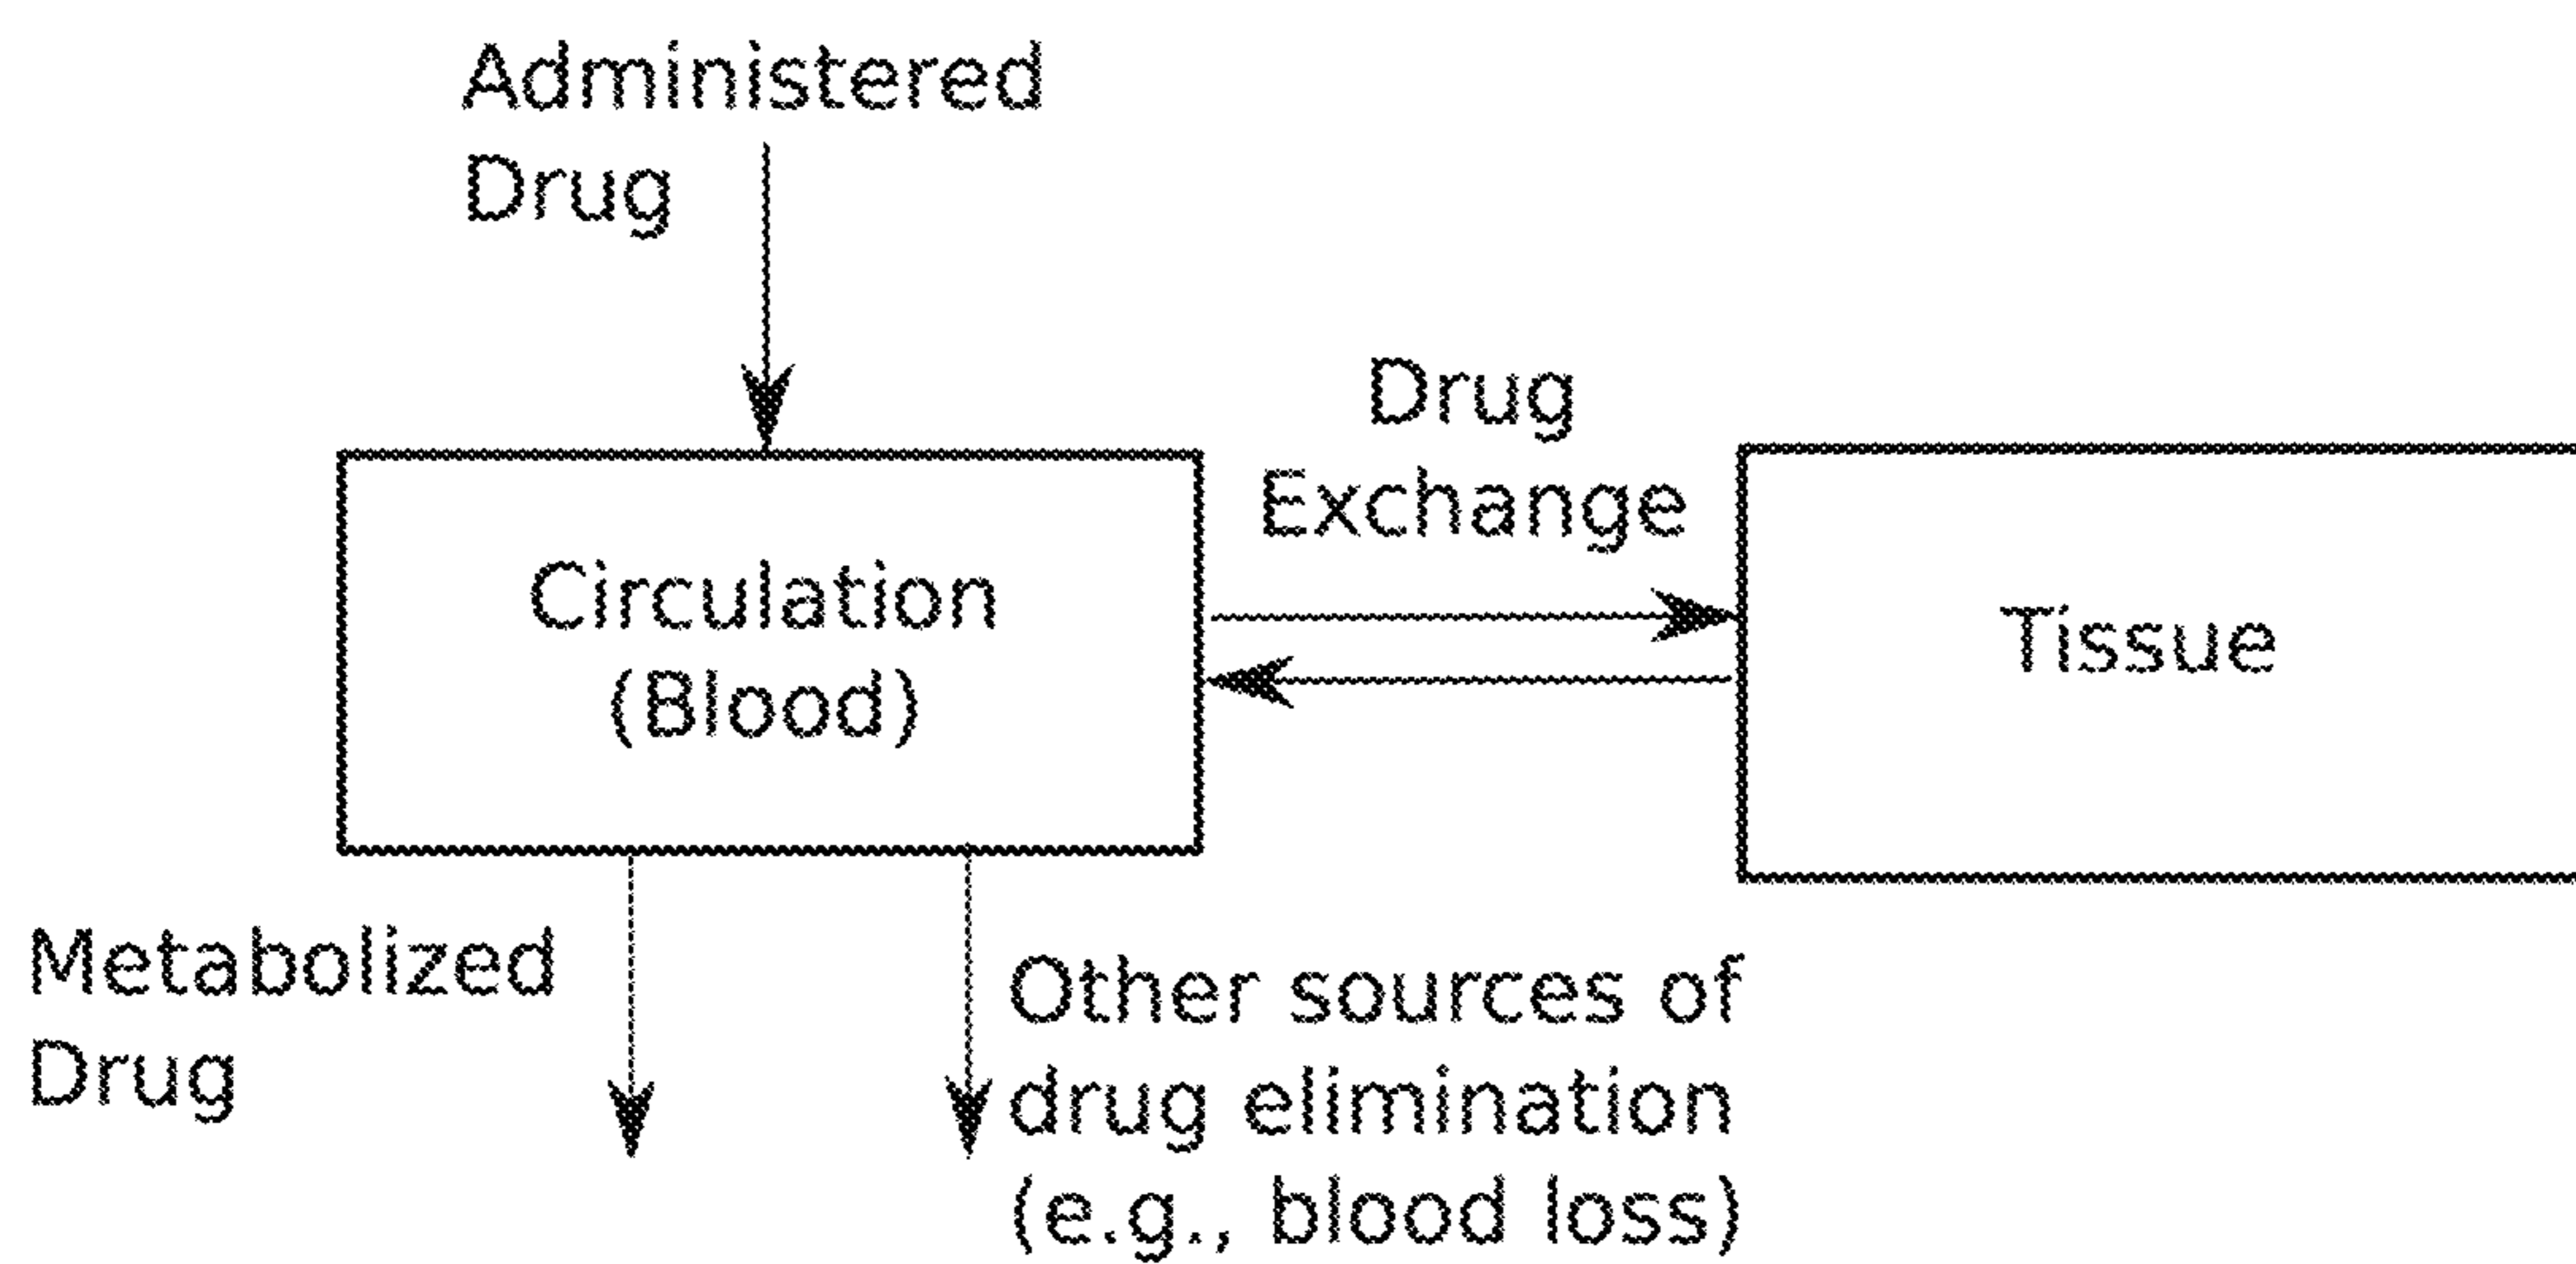 Administered
Drug
Drug
Exchange
Circulation
(Blood)
Tissue
Metabolized
Drug
Other sources of
drug elimination
(e.g., blood loss)